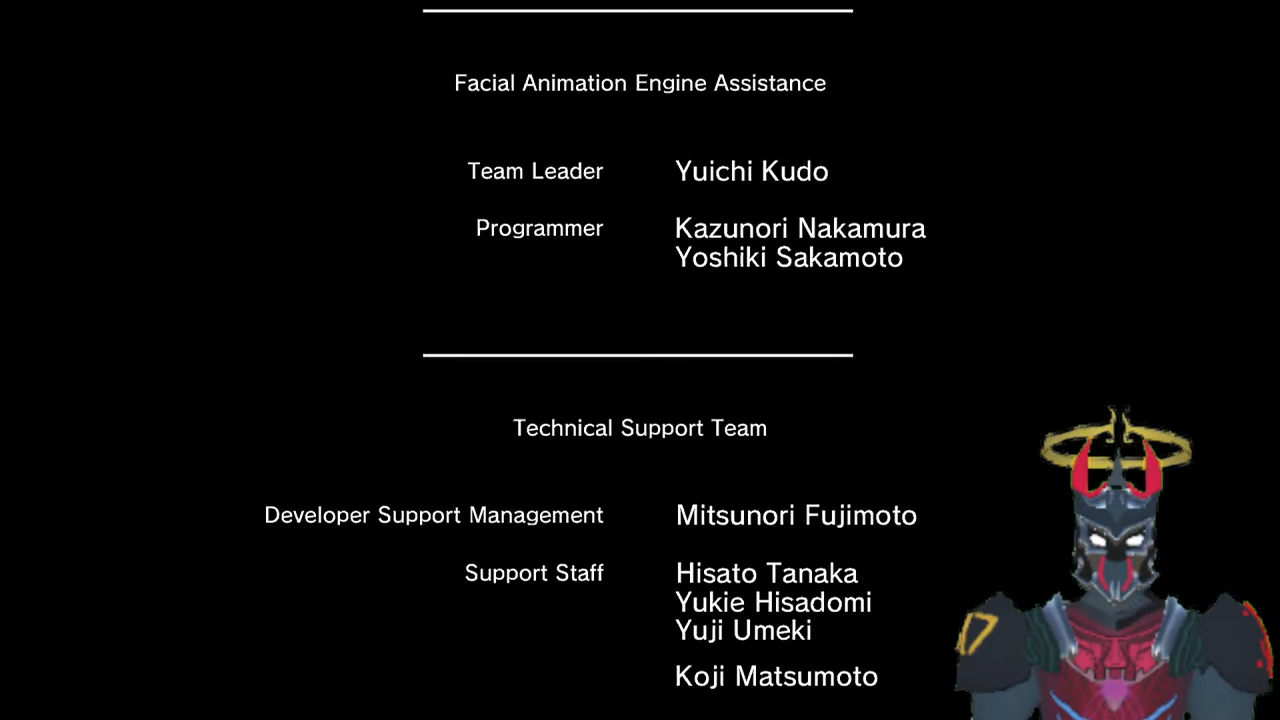 Facial Animation Engine Assistance
Team Leader Yuichi Kudo
Programmer Kazunori Nakamura
Yoshiki Sakamoto
Technical Support Team
Developer Support Management Mitsunori Fujimoto
Support Staff Hisato Tanaka
Yukie Hisadomi
Yuji Umeki
Koji Matsumoto